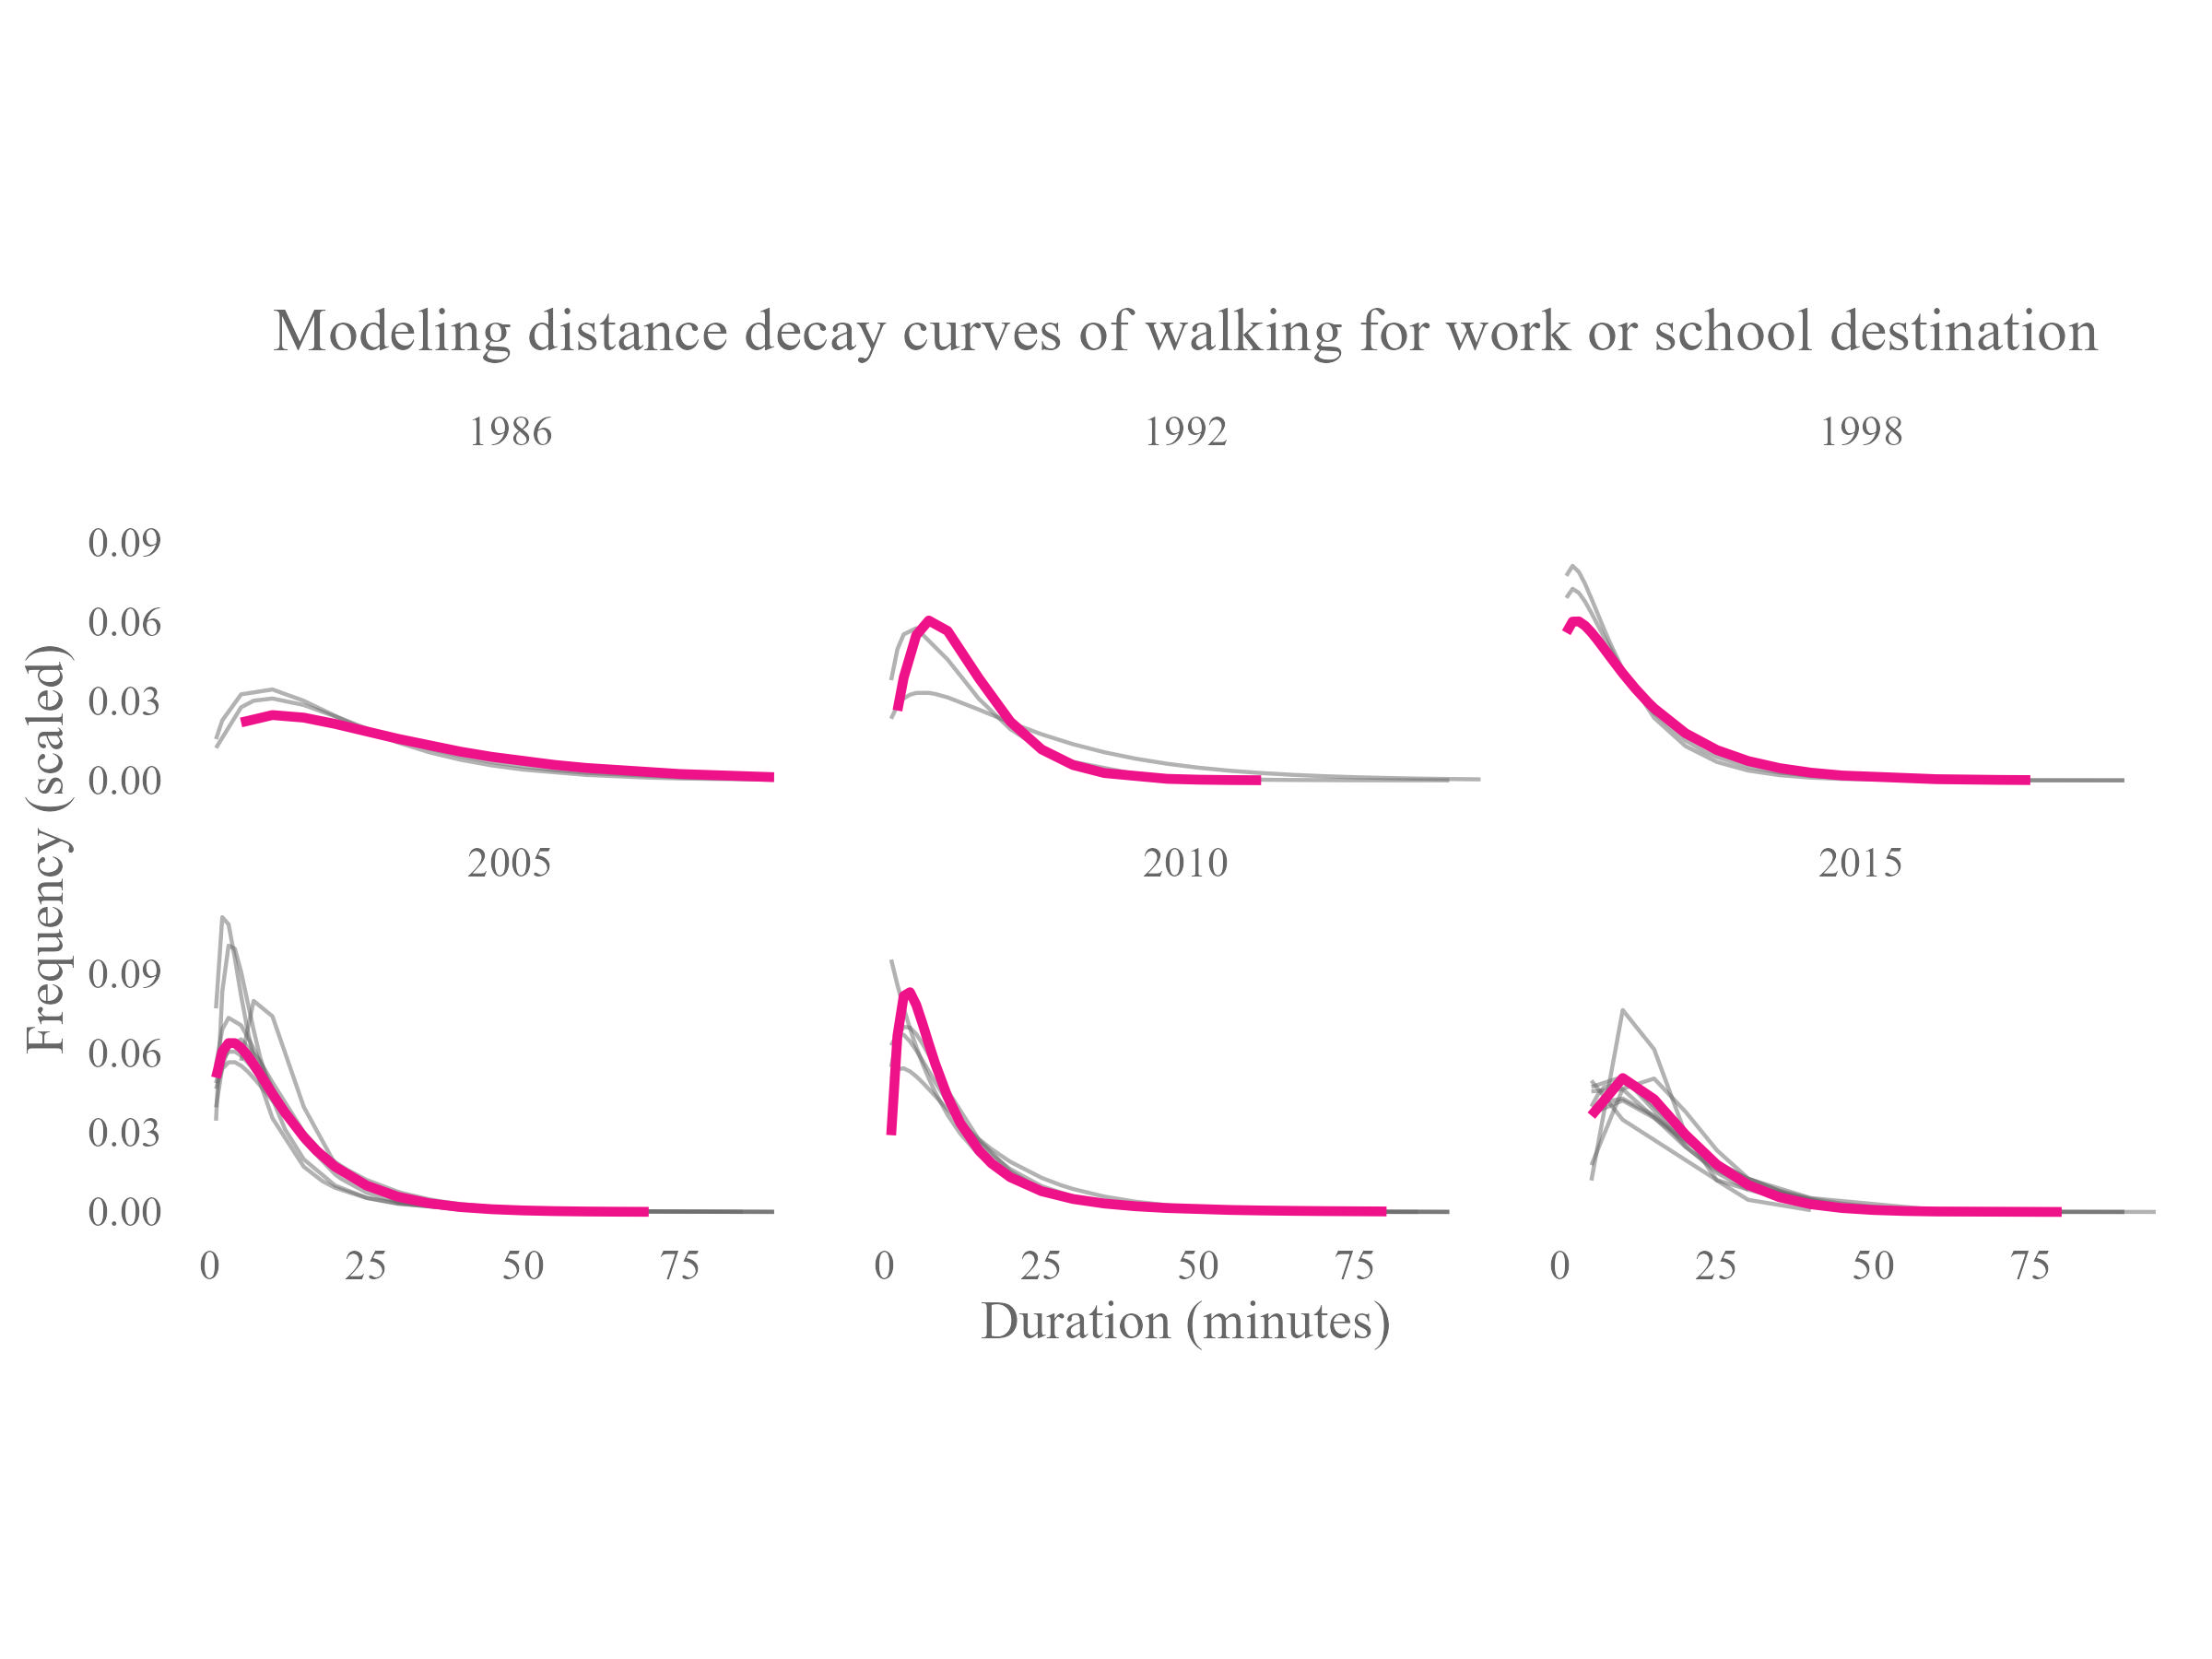 Modeling distance decay curves of walking for work or school destination
1986 1992 1998
0.09
0.06
0.03
0.00
Frequency (scaled)
2005 2010 2015
0.09
0.06
0.03
0.00
0 25 50 75 0 25 50 75 0 25 50 75
Duration (minutes)